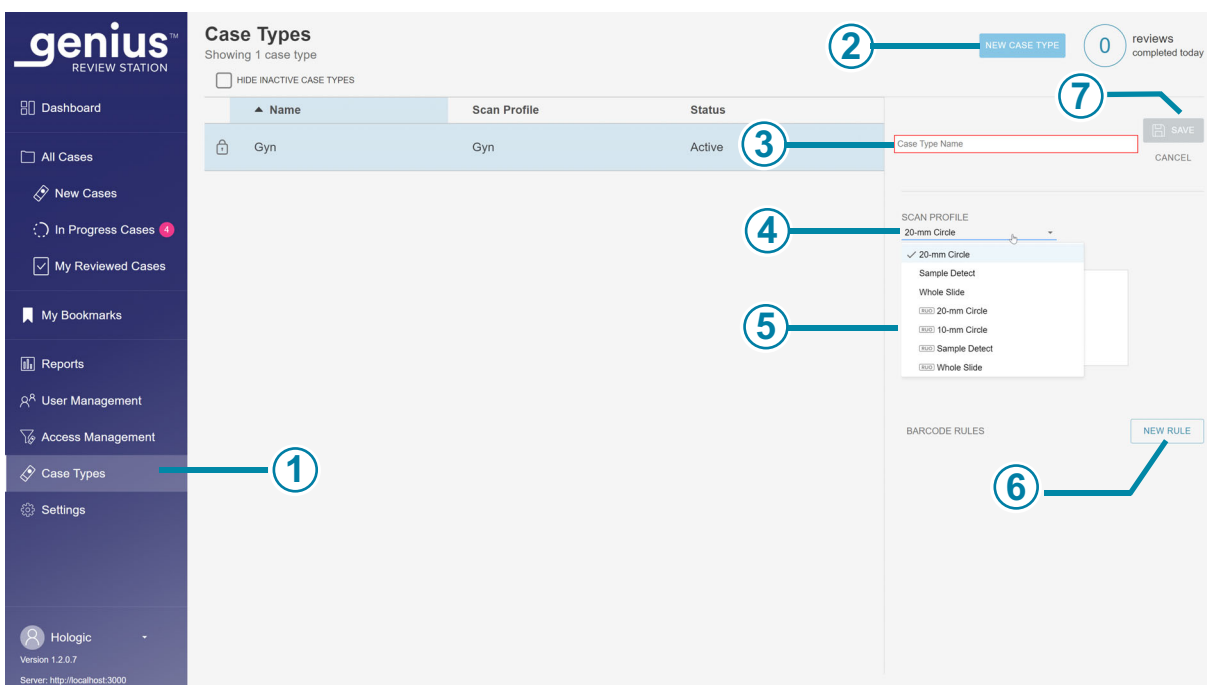 genius™
REVIEW STATION
Dashboard
All Cases
New Cases
In Progress Cases 4
My Reviewed Cases
My Bookmarks
Reports
User Management
Access Management
Case Types
Settings
Hologic
Version 1.2.0.7
Server: http://localhost:3000
Case Types
Showing 1 case type
HIDE INACTIVE CASE TYPES
Name Scan Profile Status
Gyn Gyn Active
NEW CASE TYPE
0 reviews
completed today
SAVE
CANCEL
Case Type Name
SCAN PROFILE
20-mm Circle
20-mm Circle
Sample Detect
Whole Slide
RUO 20-mm Circle
RUO 10-mm Circle
RUO Sample Detect
RUO Whole Slide
BARCODE RULES
NEW RULE
1
2
3
4
5
6
7